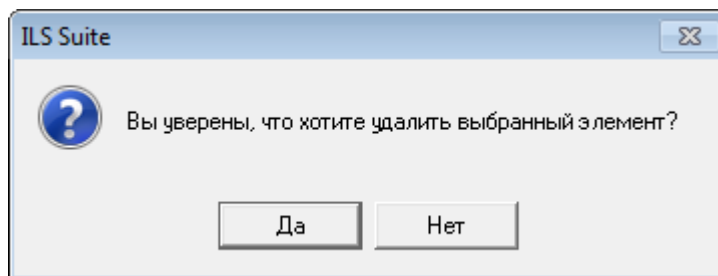 ILS Suite
Вы уверены, что хотите удалить выбранный элемент?
Да
Нет